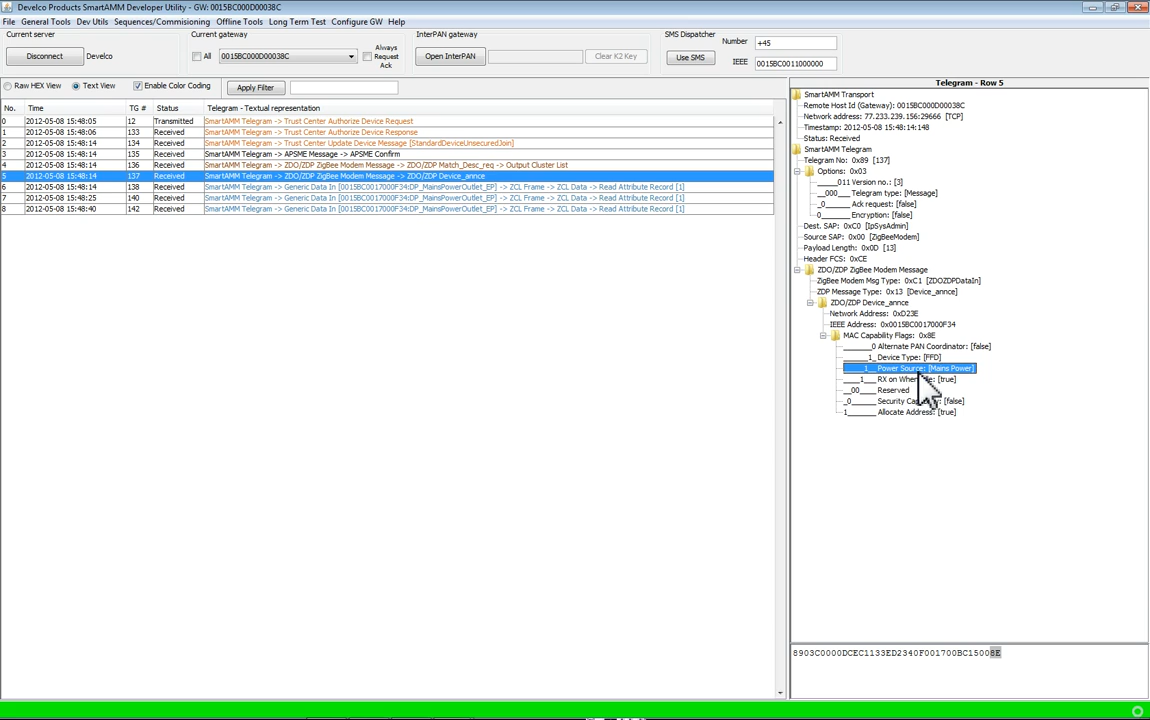 Develco Products SmartAMM Developer Utility - GW: 0015BC000D00038C
File General Tools Dev Utils Sequences/Commisioning Offline Tools Long Term Test Configure GW Help
Current server
Disconnect Develco
Current gateway
All 0015BC000D00038C
Always Request Ack
InterPAN gateway
Open InterPAN Clear K2 Key
SMS Dispatcher
Use SMS
Number +45
IEEE 0015BC0011000000
Raw HEX View Text View Enable Color Coding Apply Filter
No. Time TG # Status Telegram - Textual representation
0 2012-05-08 15:48:05 12 Transmitted SmartAMM Telegram -> Trust Center Authorize Device Request
1 2012-05-08 15:48:06 133 Received SmartAMM Telegram -> Trust Center Authorize Device Response
2 2012-05-08 15:48:14 134 Received SmartAMM Telegram -> Trust Center Update Device Message [StandardDeviceUnsecuredJoin]
3 2012-05-08 15:48:14 135 Received SmartAMM Telegram -> APSME Message -> APSME Confirm
4 2012-05-08 15:48:14 136 Received SmartAMM Telegram -> ZDO/ZDP ZigBee Modem Message -> ZDO/ZDP Match_Desc_req -> Output Cluster List
5 2012-05-08 15:48:14 137 Received SmartAMM Telegram -> ZDO/ZDP ZigBee Modem Message -> ZDO/ZDP Device_annce
6 2012-05-08 15:48:14 138 Received SmartAMM Telegram -> Generic Data In [0015BC0017000F34:DP_MainsPowerOutlet_EP] -> ZCL Frame -> ZCL Data -> Read Attribute Record [1]
7 2012-05-08 15:48:25 140 Received SmartAMM Telegram -> Generic Data In [0015BC0017000F34:DP_MainsPowerOutlet_EP] -> ZCL Frame -> ZCL Data -> Read Attribute Record [1]
8 2012-05-08 15:48:40 142 Received SmartAMM Telegram -> Generic Data In [0015BC0017000F34:DP_MainsPowerOutlet_EP] -> ZCL Frame -> ZCL Data -> Read Attribute Record [1]
Telegram - Row 5
SmartAMM Transport
Remote Host Id (Gateway): 0015BC000D00038C
Network address: 77.233.239.156:29666 [TCP]
Timestamp: 2012-05-08 15:48:14:148
Status: Received
SmartAMM Telegram
Telegram No: 0x89 [137]
Options: 0x03
_____011 Version no.: [3]
__000___ Telegram type: [Message]
_0______ Ack request: [false]
0_______ Encryption: [false]
Dest. SAP: 0xC0 [IpSysAdmin]
Source SAP: 0x00 [ZigBeeModem]
Payload Length: 0x0D [13]
Header FCS: 0xCE
ZDO/ZDP ZigBee Modem Message
ZigBee Modem Msg Type: 0xC1 [ZDOZDPDataIn]
ZDP Message Type: 0x13 [Device_annce]
ZDO/ZDP Device_annce
Network Address: 0xD23E
IEEE Address: 0x0015BC0017000F34
MAC Capability Flags: 0x8E
_______0 Alternate PAN Coordinator: [false]
______1_ Device Type: [FFD]
_____1__ Power Source: [Mains Power]
____1___ RX on When [true]
__00____ Reserved
_0______ Security [false]
1_______ Allocate Address: [true]
8903C0000DCEC1133ED2340F001700BC15008E